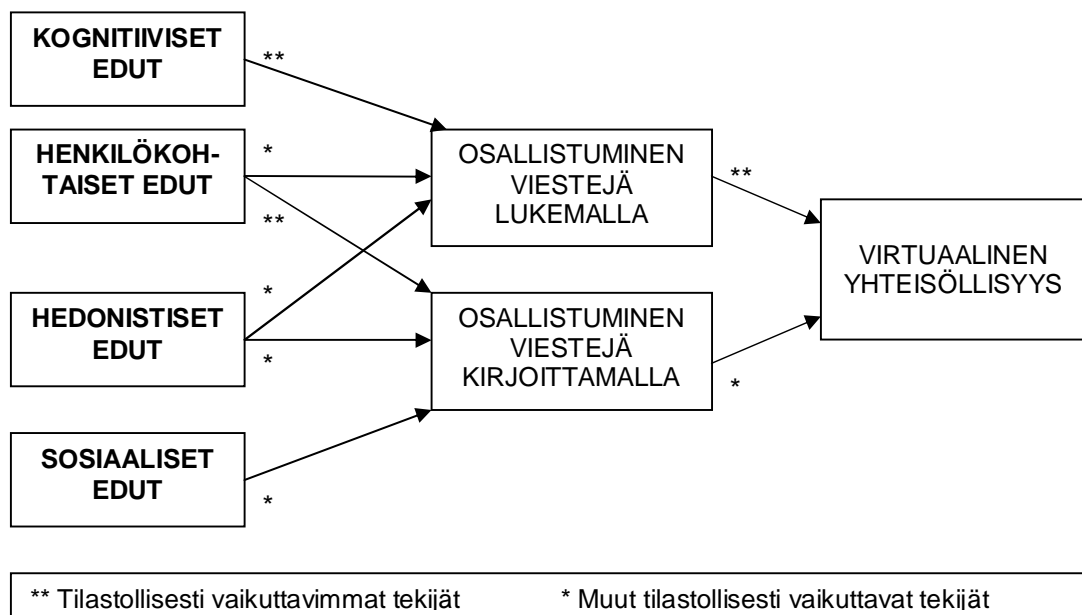 KOGNITIIVISET
EDUT
**
HENKILÖKOH-
TAISET EDUT
*
**
OSALLISTUMINEN
VIESTEJÄ
LUKEMALLA
**
VIRTUAALINEN
YHTEISÖLLISYYS
HEDONISTISET
EDUT
*
*
OSALLISTUMINEN
VIESTEJÄ
KIRJOITTAMALLA
*
SOSIAALISET
EDUT
*
** Tilastollisesti vaikuttavimmat tekijät * Muut tilastollisesti vaikuttavat tekijät